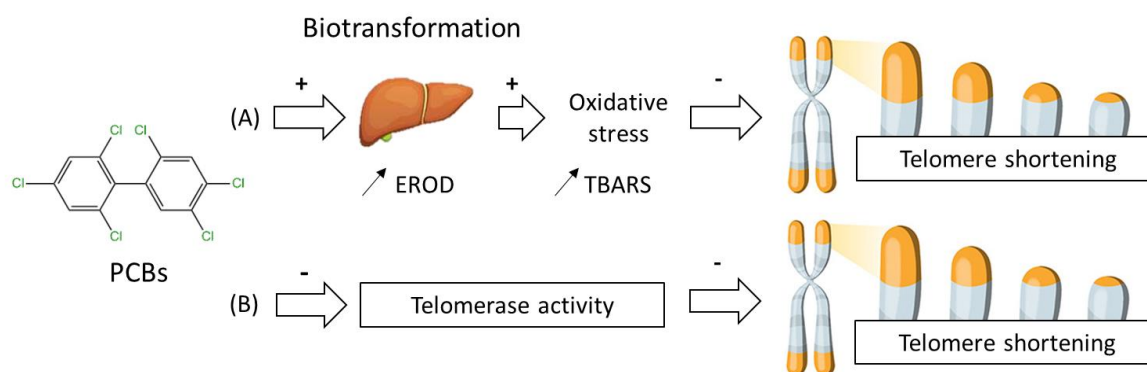 Biotransformation
+
+
-
(A)
Oxidative
stress
Cl
Cl
Cl
Cl
Cl
Cl
EROD
TBARS
Telomere shortening
PCBs
-
-
(B)
Telomerase activity
Telomere shortening